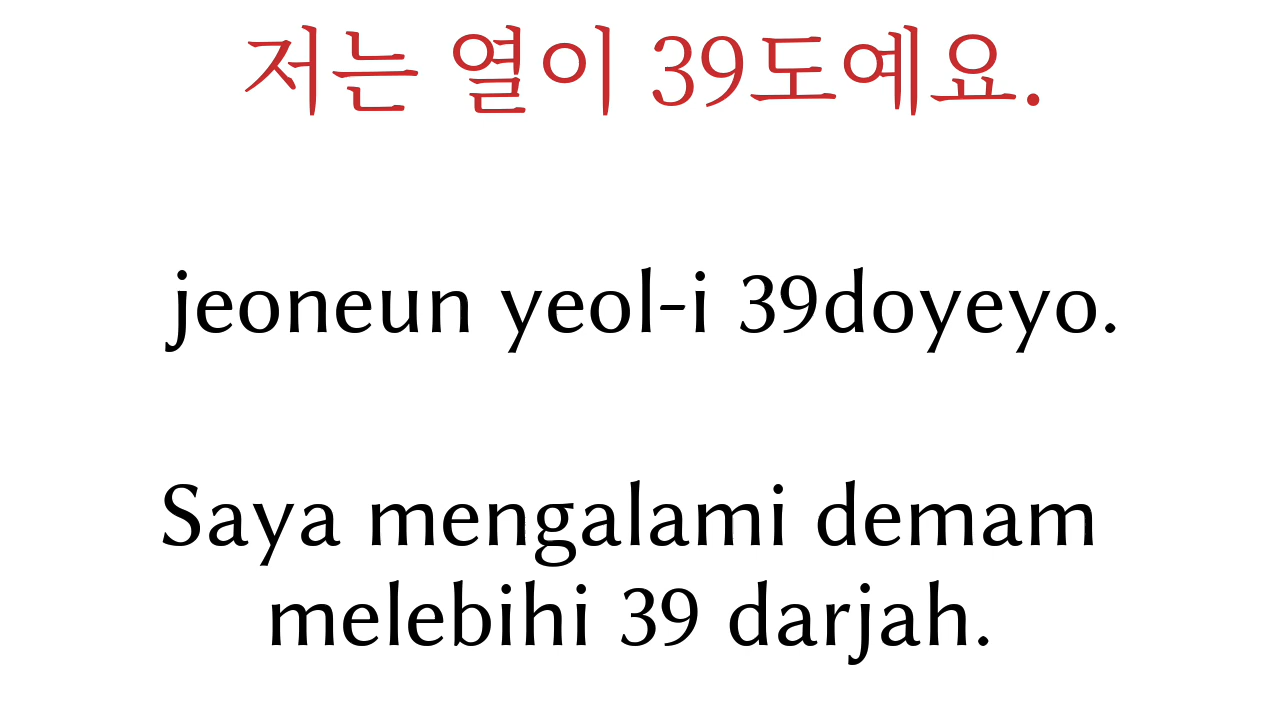 저는 열이 39도예요.
jeoneun yeol-i 39doyeyo.
Saya mengalami demam
melebihi 39 darjah.